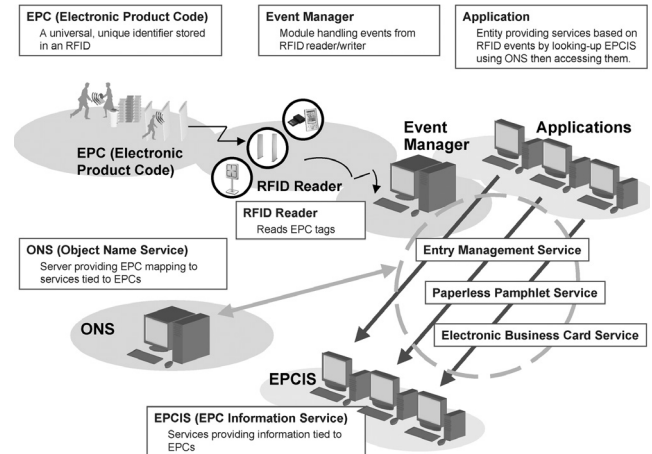 EPC (Electronic Product Code)
A universal, unique identifier stored
in an RFID
Event Manager
Module handling events from
RFID reader/writer
Application
Entity providing services based on
RFID events by looking-up EPCIS
using ONS then accessing them.
EPC (Electronic
Product Code)
RFID Reader
Event
Manager
Applications
RFID Reader
Reads EPC tags
ONS (Object Name Service)
Server providing EPC mapping to
services tied to EPCs
Entry Management Service
Paperless Pamphlet Service
Electronic Business Card Service
ONS
EPCIS
EPCIS (EPC Information Service)
Services providing information tied to
EPCs